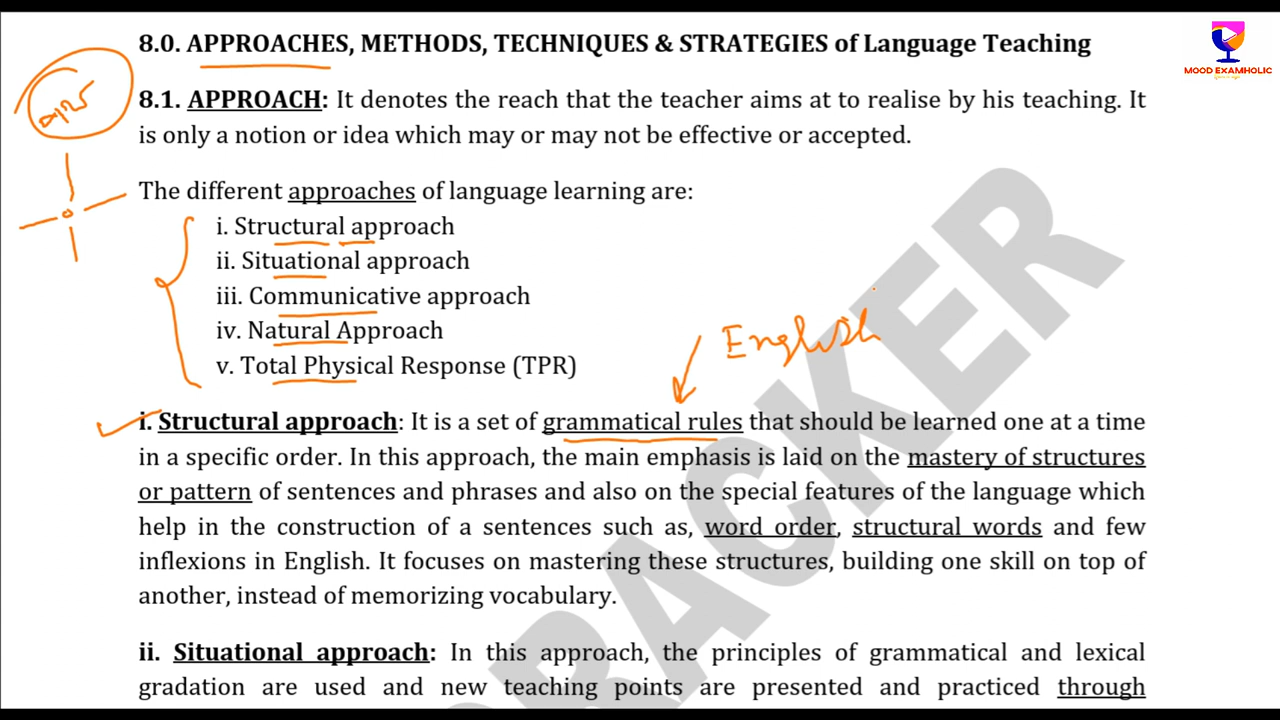 8.0. APPROACHES, METHODS, TECHNIQUES & STRATEGIES of Language Teaching
MOOD EXAMHOLIC
8.1. APPROACH: It denotes the reach that the teacher aims at to realise by his teaching. It
is only a notion or idea which may or may not be effective or accepted.
The different approaches of language learning are:
i. Structural approach
ii. Situational approach
iii. Communicative approach
iv. Natural Approach
v. Total Physical Response (TPR)
English
i. Structural approach: It is a set of grammatical rules that should be learned one at a time
in a specific order. In this approach, the main emphasis is laid on the mastery of structures
or pattern of sentences and phrases and also on the special features of the language which
help in the construction of a sentences such as, word order, structural words and few
inflexions in English. It focuses on mastering these structures, building one skill on top of
another, instead of memorizing vocabulary.
ii. Situational approach: In this approach, the principles of grammatical and lexical
gradation are used and new teaching points are presented and practiced through